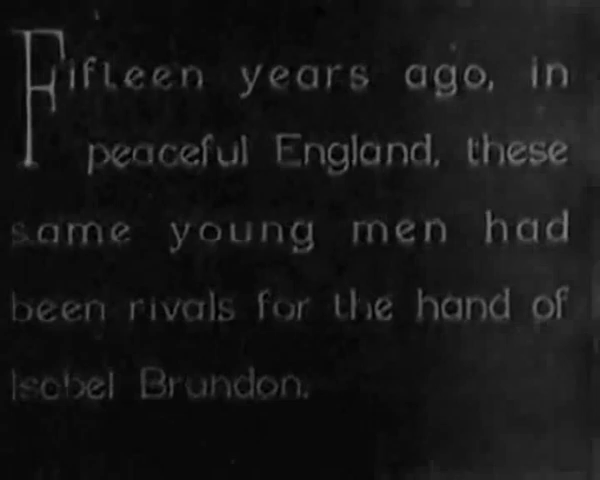 Fifteen years ago, in
peaceful England, these
same young men had
been rivals for the hand of
Isobel Brandon.